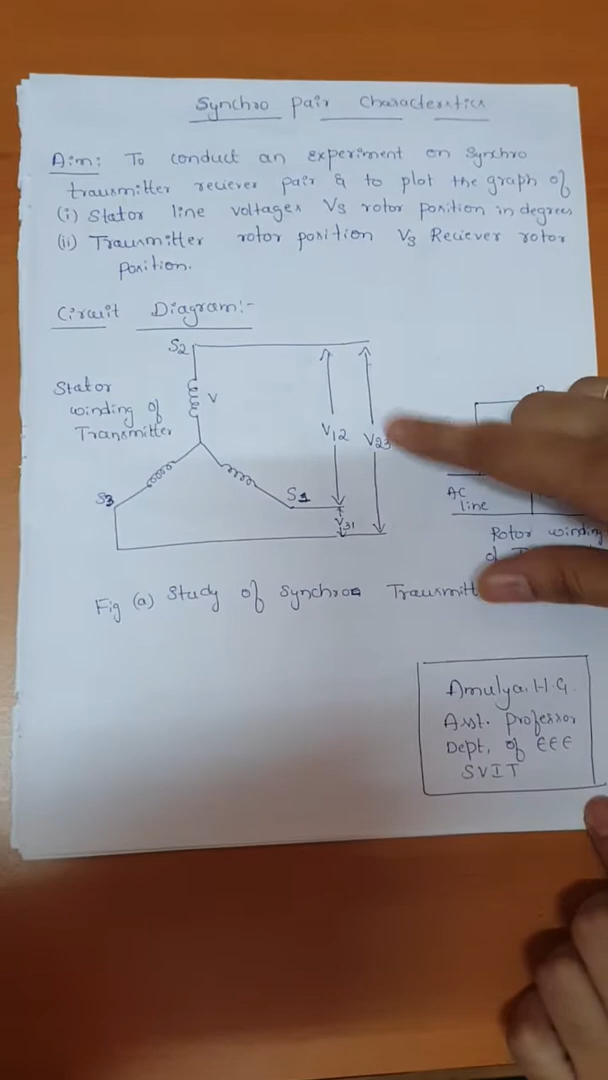 Synchro pair Characteristics
Aim: To conduct an experiment on Synchro
transmitter reciever pair & to plot the graph of
(i) Stator line voltages Vs rotor position in degrees
(ii) Transmitter rotor position Vs Reciever rotor
position.
Circuit Diagram:-
S2
Stator
winding of
Transmitter
V
V12
V23
S3
S1
V31
AC
line
Rotor winding
Fig (a) Study of Synchro Transmitt
Amulya.H.G.
Asst. professor
Dept. of EEE
SVIT